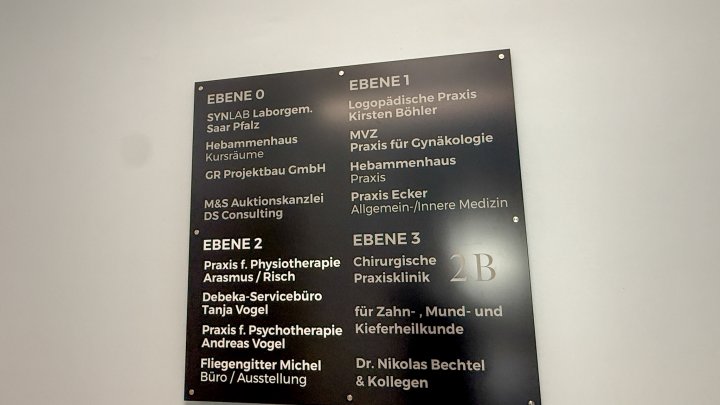 EBENE 0
SYNLAB Laborgem.
Saar Pfalz
Hebammenhaus
Kursräume
GR Projektbau GmbH
M&S Auktionskanzlei
DS Consulting
EBENE 1
Logopädische Praxis
Kirsten Böhler
MVZ
Praxis für Gynäkologie
Hebammenhaus
Praxis
Praxis Ecker
Allgemein-/Innere Medizin
EBENE 2
Praxis f. Physiotherapie
Arasmus / Risch
Debeka-Servicebüro
Tanja Vogel
Praxis f. Psychotherapie
Andreas Vogel
Fliegengitter Michel
Büro / Ausstellung
EBENE 3
Chirurgische
Praxisklinik
2B
für Zahn- , Mund- und
Kieferheilkunde
Dr. Nikolas Bechtel
& Kollegen